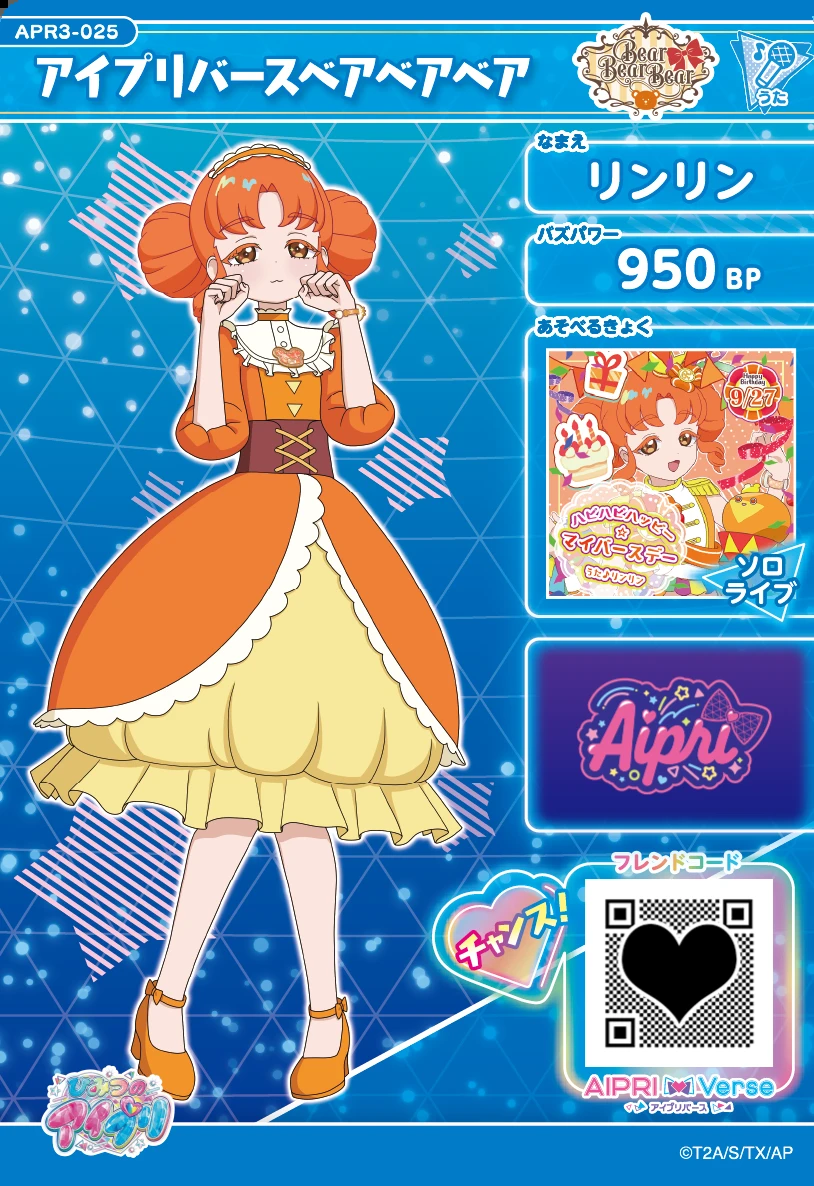 APR3-025
アイプリバースベアベアベア
Bear
BearBear
うた
なまえ
リンリン
バズパワー
950 BP
あそべるきょく
Happy
Birthday
9/27
ハピハピハッピー
☆
マイバースデー
うた♪リンリン
ソロ
ライブ
Aipri
フレンドコード
チャンス!
AIPRI Verse
アイプリバース
ひみつの
アイプリ
©T2A/S/TX/AP